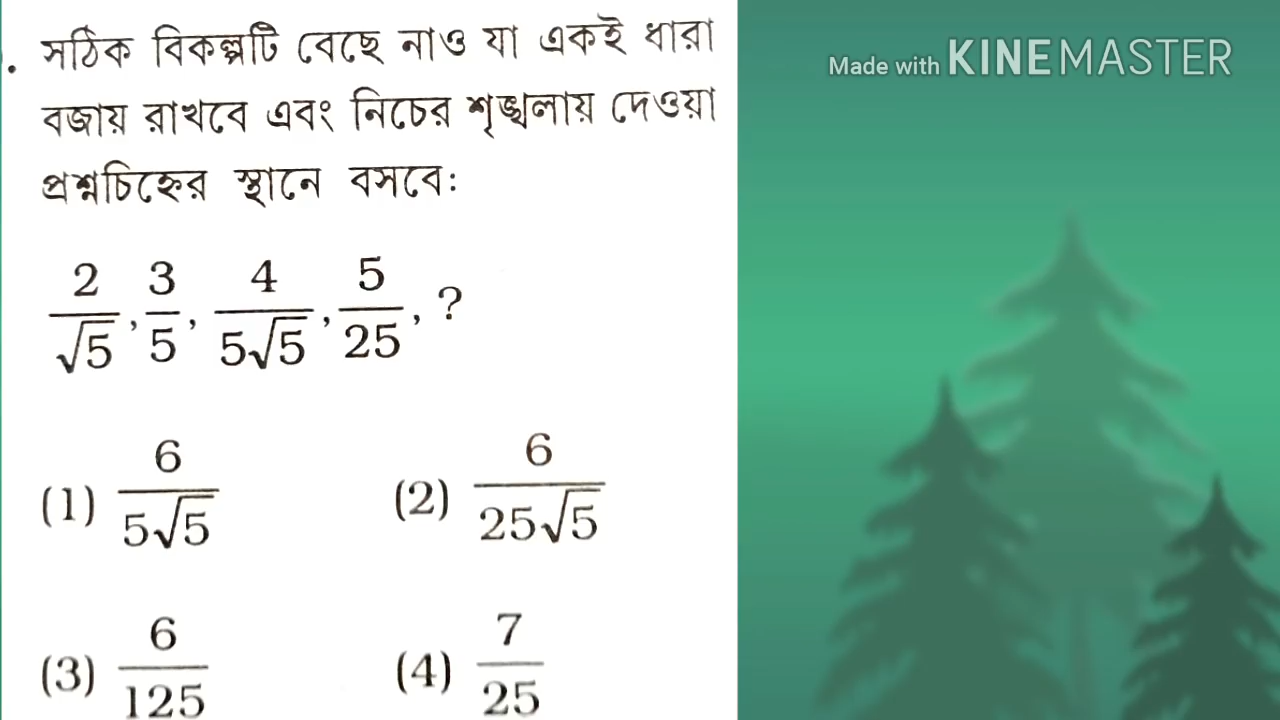 . সঠিক বিকল্পটি বেছে নাও যা একই ধারা
বজায় রাখবে এবং নিচের শৃঙ্খলায় দেওয়া
প্রশ্নচিহ্নের স্থানে বসবেঃ
2/√5, 3/5, 4/5√5, 5/25, ?
(1) 6/5√5 (2) 6/25√5
(3) 6/125 (4) 7/25
Made with KINEMASTER